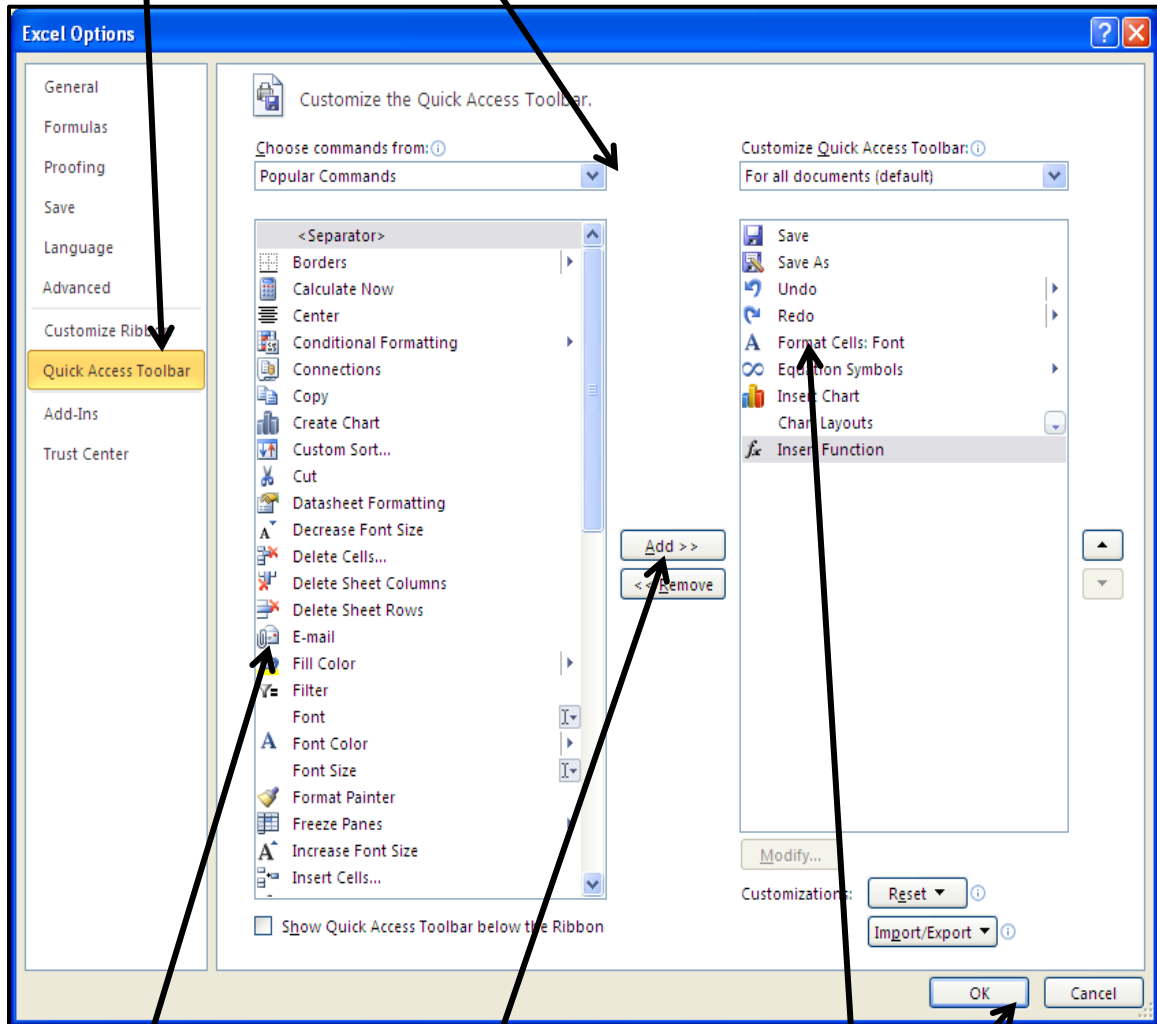 Excel Options
General
Formulas
Proofing
Save
Language
Advanced
Customize Ribbon
Quick Access Toolbar
Add-Ins
Trust Center
Customize the Quick Access Toolbar.
Choose commands from:
Popular Commands
<Separator>
Borders
Calculate Now
Center
Conditional Formatting
Connections
Copy
Create Chart
Custom Sort...
Cut
Datasheet Formatting
Decrease Font Size
Delete Cells...
Delete Sheet Columns
Delete Sheet Rows
E-mail
Fill Color
Filter
Font
Font Color
Font Size
Format Painter
Freeze Panes
Increase Font Size
Insert Cells...
Show Quick Access Toolbar below the Ribbon
Add >>
<< Remove
Customize Quick Access Toolbar:
For all documents (default)
Save
Save As
Undo
Redo
Format Cells: Font
Equation Symbols
Insert Chart
Chart Layouts
Insert Function
Modify...
Customizations: Reset
Import/Export
OK Cancel